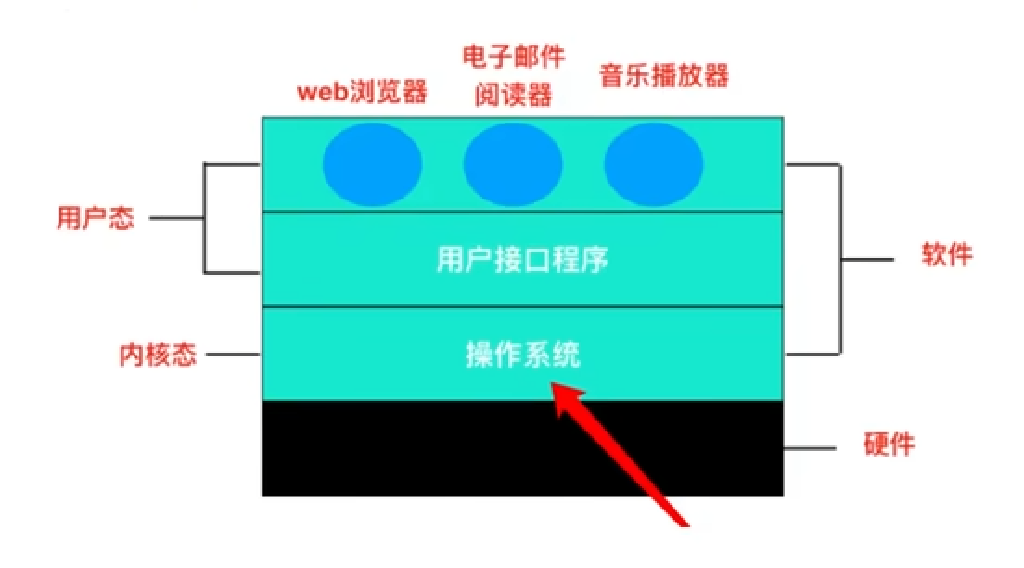 电子邮件
阅读器
web浏览器
音乐播放器
用户态
用户接口程序
软件
内核态
操作系统
硬件